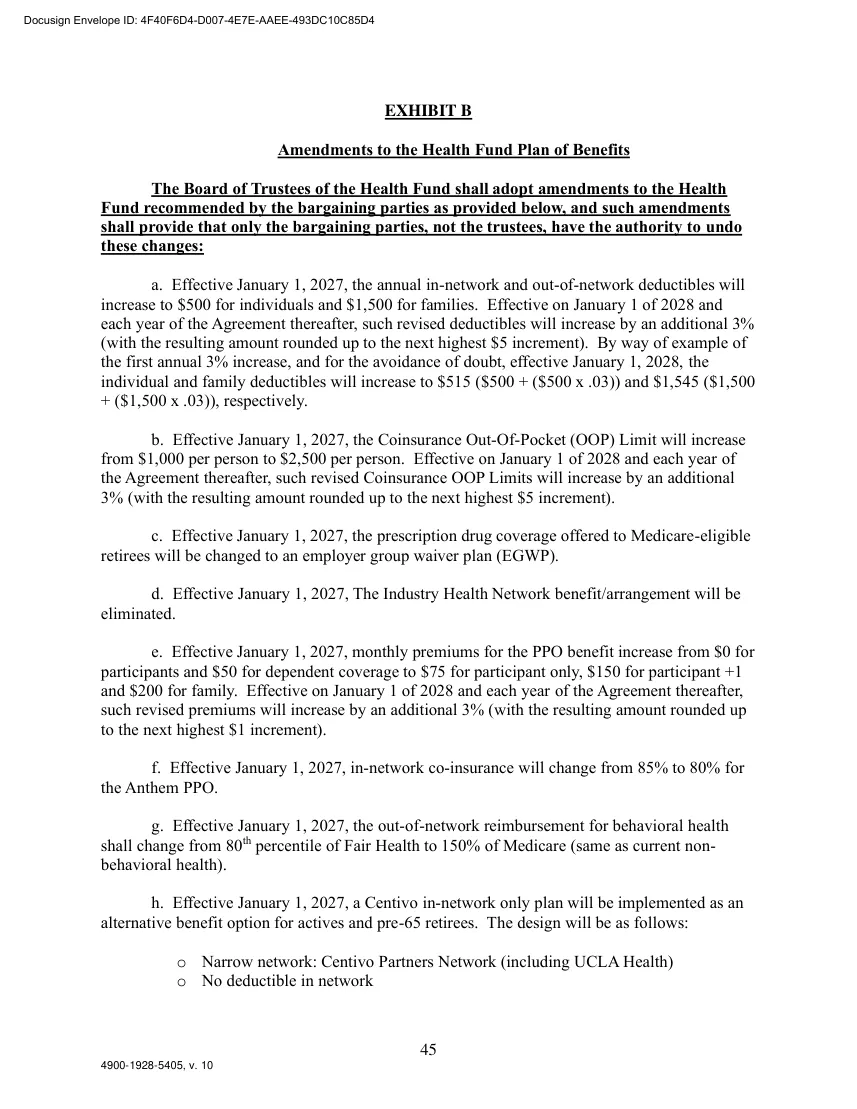 Docusign Envelope ID: 4F40F6D4-D007-4E7E-AAEE-493DC10C85D4
EXHIBIT B
Amendments to the Health Fund Plan of Benefits
The Board of Trustees of the Health Fund shall adopt amendments to the Health
Fund recommended by the bargaining parties as provided below, and such amendments
shall provide that only the bargaining parties, not the trustees, have the authority to undo
these changes:
a. Effective January 1, 2027, the annual in-network and out-of-network deductibles will
increase to $500 for individuals and $1,500 for families. Effective on January 1 of 2028 and
each year of the Agreement thereafter, such revised deductibles will increase by an additional 3%
(with the resulting amount rounded up to the next highest $5 increment). By way of example of
the first annual 3% increase, and for the avoidance of doubt, effective January 1, 2028, the
individual and family deductibles will increase to $515 ($500 + ($500 x .03)) and $1,545 ($1,500
+ ($1,500 x .03)), respectively.
b. Effective January 1, 2027, the Coinsurance Out-Of-Pocket (OOP) Limit will increase
from $1,000 per person to $2,500 per person. Effective on January 1 of 2028 and each year of
the Agreement thereafter, such revised Coinsurance OOP Limits will increase by an additional
3% (with the resulting amount rounded up to the next highest $5 increment).
c. Effective January 1, 2027, the prescription drug coverage offered to Medicare-eligible
retirees will be changed to an employer group waiver plan (EGWP).
d. Effective January 1, 2027, The Industry Health Network benefit/arrangement will be
eliminated.
e. Effective January 1, 2027, monthly premiums for the PPO benefit increase from $0 for
participants and $50 for dependent coverage to $75 for participant only, $150 for participant +1
and $200 for family. Effective on January 1 of 2028 and each year of the Agreement thereafter,
such revised premiums will increase by an additional 3% (with the resulting amount rounded up
to the next highest $1 increment).
f. Effective January 1, 2027, in-network co-insurance will change from 85% to 80% for
the Anthem PPO.
g. Effective January 1, 2027, the out-of-network reimbursement for behavioral health
shall change from 80th percentile of Fair Health to 150% of Medicare (same as current non-
behavioral health).
h. Effective January 1, 2027, a Centivo in-network only plan will be implemented as an
alternative benefit option for actives and pre-65 retirees. The design will be as follows:
o Narrow network: Centivo Partners Network (including UCLA Health)
o No deductible in network
45
4900-1928-5405, v. 10